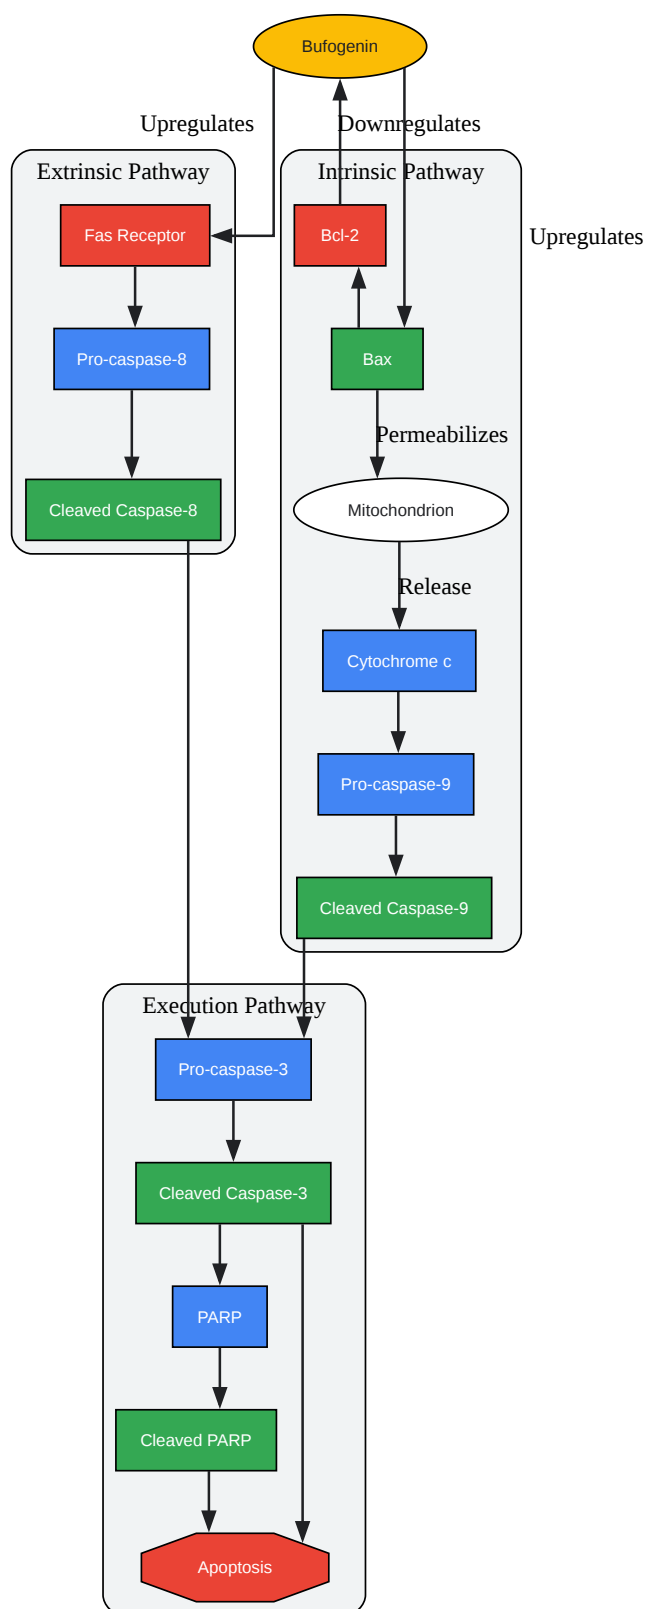 Bufogenin
Upregulates
Downregulates
Extrinsic Pathway
Intrinsic Pathway
Fas Receptor
Bcl-2
Upregulates
Pro-caspase-8
Bax
Permeabilizes
Cleaved Caspase-8
Mitochondrion
Release
Cytochrome c
Pro-caspase-9
Cleaved Caspase-9
Execution Pathway
Pro-caspase-3
Cleaved Caspase-3
PARP
Cleaved PARP
Apoptosis